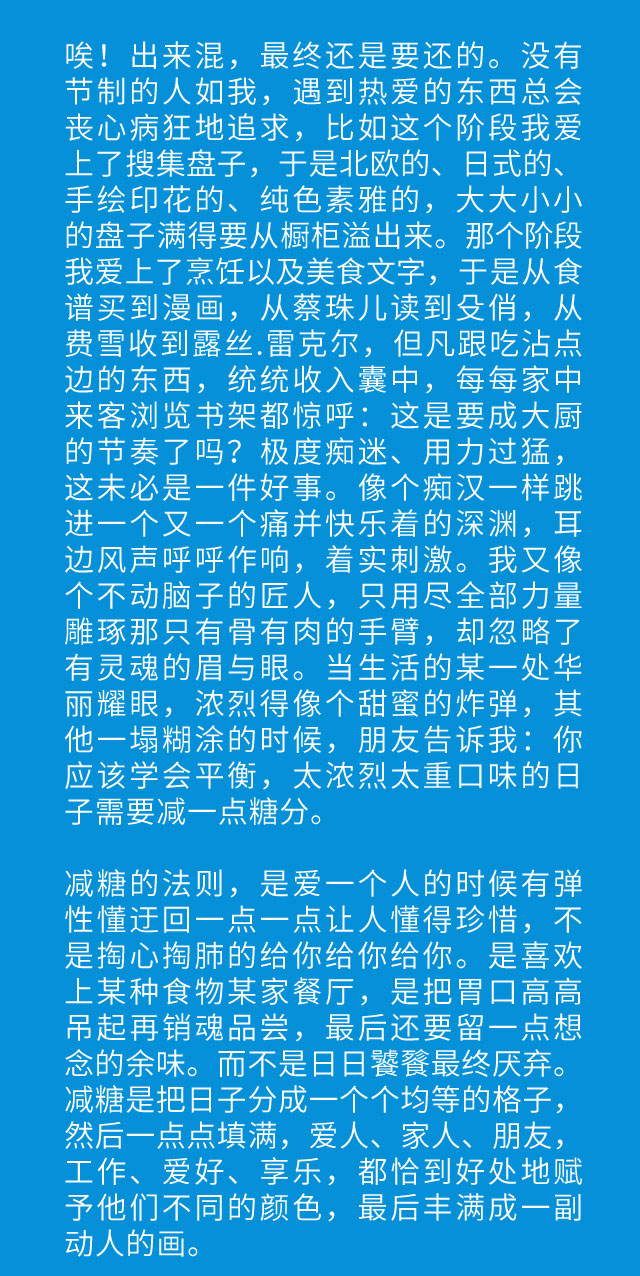 唉！出来混，最终还是要还的。没有
节制的人如我，遇到热爱的东西总会
丧心病狂地追求，比如这个阶段我爱
上了搜集盘子，于是北欧的、日式的、
手绘印花的、纯色素雅的，大大小小
的盘子满得要从橱柜溢出来。那个阶段
我爱上了烹饪以及美食文字，于是从食
谱买到漫画，从蔡珠儿读到殳俏，从
费雪收到露丝.雷克尔，但凡跟吃沾点
边的东西，统统收入囊中，每每家中
来客浏览书架都惊呼：这是要成大厨
的节奏了吗？极度痴迷、用力过猛，
这未必是一件好事。像个痴汉一样跳
进一个又一个痛并快乐着的深渊，耳
边风声呼呼作响，着实刺激。我又像
个不动脑子的匠人，只用尽全部力量
雕琢那只有骨有肉的手臂，却忽略了
有灵魂的眉与眼。当生活的某一处华
丽耀眼，浓烈得像个甜蜜的炸弹，其
他一塌糊涂的时候，朋友告诉我：你
应该学会平衡，太浓烈太重口味的日
子需要减一点糖分。
减糖的法则，是爱一个人的时候有弹
性懂迂回一点一点让人懂得珍惜，不
是掏心掏肺的给你给你给你。是喜欢
上某种食物某家餐厅，是把胃口高高
吊起再销魂品尝，最后还要留一点想
念的余味。而不是日日饕餮最终厌弃。
减糖是把日子分成一个个均等的格子，
然后一点点填满，爱人、家人、朋友，
工作、爱好、享乐，都恰到好处地赋
予他们不同的颜色，最后丰满成一副
动人的画。